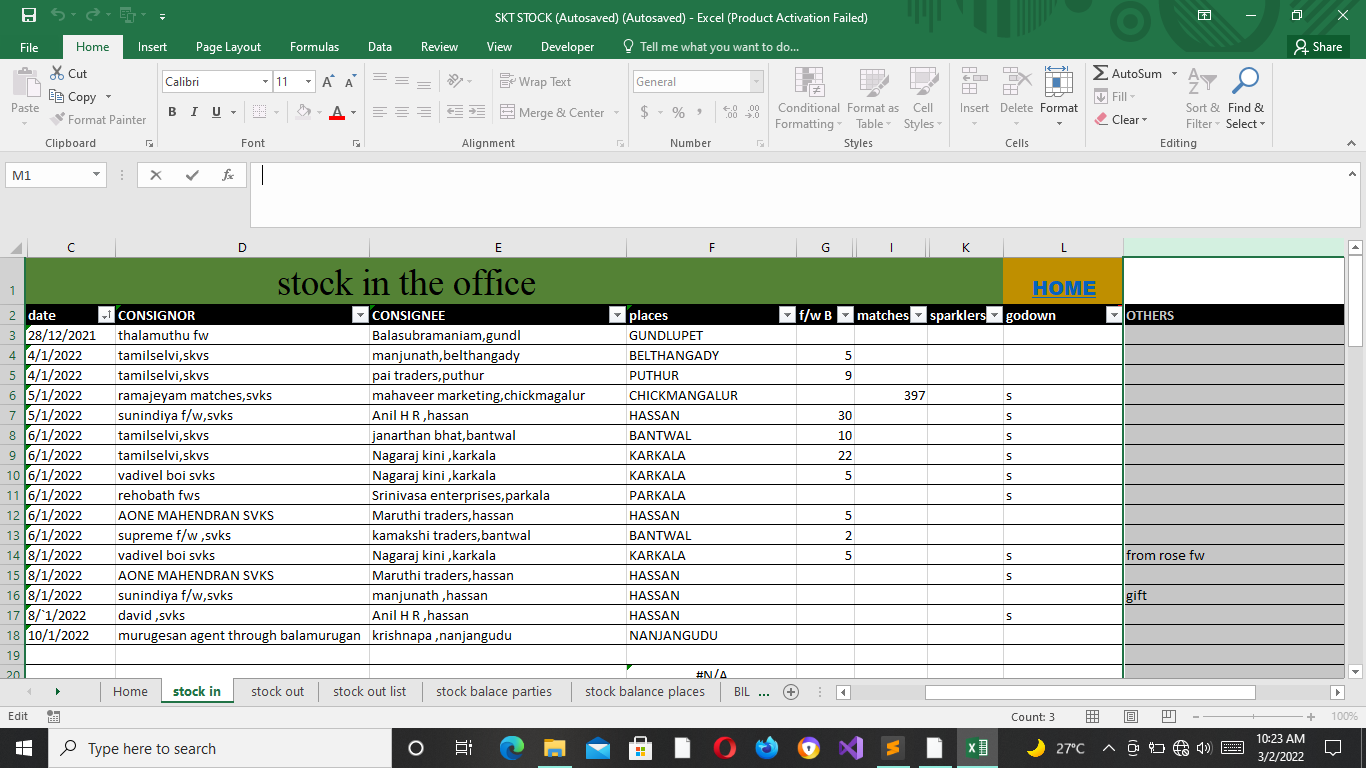 SKT STOCK (Autosaved) (Autosaved) - Excel (Product Activation Failed)
File Home Insert Page Layout Formulas Data Review View Developer Tell me what you want to do... Share
Paste Cut Copy Format Painter Clipboard
Calibri 11 B I U A Font
Wrap Text Merge & Center Alignment
General $ % , Number
Conditional Formatting Format as Table Cell Styles Styles
Insert Delete Format Cells
AutoSum Fill Clear Sort & Filter Find & Select Editing
M1 fx
C D E F G I K L
1 stock in the office HOME
2 date CONSIGNOR CONSIGNEE places f/w B matches sparklers godown OTHERS
3 28/12/2021 thalamuthu fw Balasubramaniam,gundl GUNDLUPET
4 4/1/2022 tamilselvi,skvs manjunath,belthangady BELTHANGADY 5
5 4/1/2022 tamilselvi,skvs pai traders,puthur PUTHUR 9
6 5/1/2022 ramajeyam matches,svks mahaveer marketing,chickmagalur CHICKMANGALUR 397 s
7 5/1/2022 sunindiya f/w,svks Anil H R ,hassan HASSAN 30 s
8 6/1/2022 tamilselvi,skvs janarthan bhat,bantwal BANTWAL 10 s
9 6/1/2022 tamilselvi,skvs Nagaraj kini ,karkala KARKALA 22 s
10 6/1/2022 vadivel boi svks Nagaraj kini ,karkala KARKALA 5 s
11 6/1/2022 rehobath fws Srinivasa enterprises,parkala PARKALA s
12 6/1/2022 AONE MAHENDRAN SVKS Maruthi traders,hassan HASSAN 5
13 6/1/2022 supreme f/w ,svks kamakshi traders,bantwal BANTWAL 2
14 8/1/2022 vadivel boi svks Nagaraj kini ,karkala KARKALA 5 s from rose fw
15 8/1/2022 AONE MAHENDRAN SVKS Maruthi traders,hassan HASSAN s
16 8/1/2022 sunindiya f/w,svks manjunath ,hassan HASSAN gift
17 8/`1/2022 david ,svks Anil H R ,hassan HASSAN s
18 10/1/2022 murugesan agent through balamurugan krishnapa ,nanjangudu NANJANGUDU
19
20 #N/A
Home stock in stock out stock out list stock balace parties stock balance places BIL ...
Edit Count: 3 100%
Type here to search 27°C 10:23 AM
3/2/2022